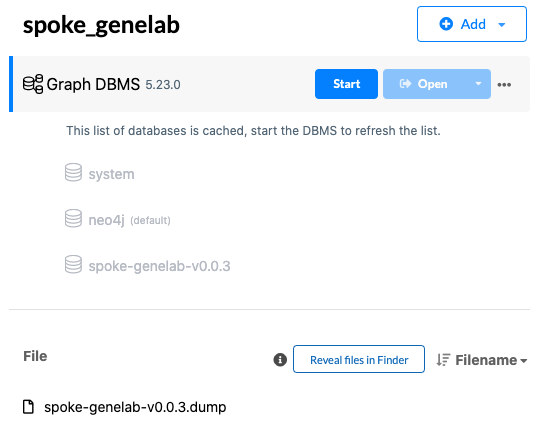 spoke_genelab
Add
Graph DBMS 5.23.0
Start
Open
This list of databases is cached, start the DBMS to refresh the list.
system
neo4j (default)
spoke-genelab-v0.0.3
File
Reveal files in Finder
Filename
spoke-genelab-v0.0.3.dump